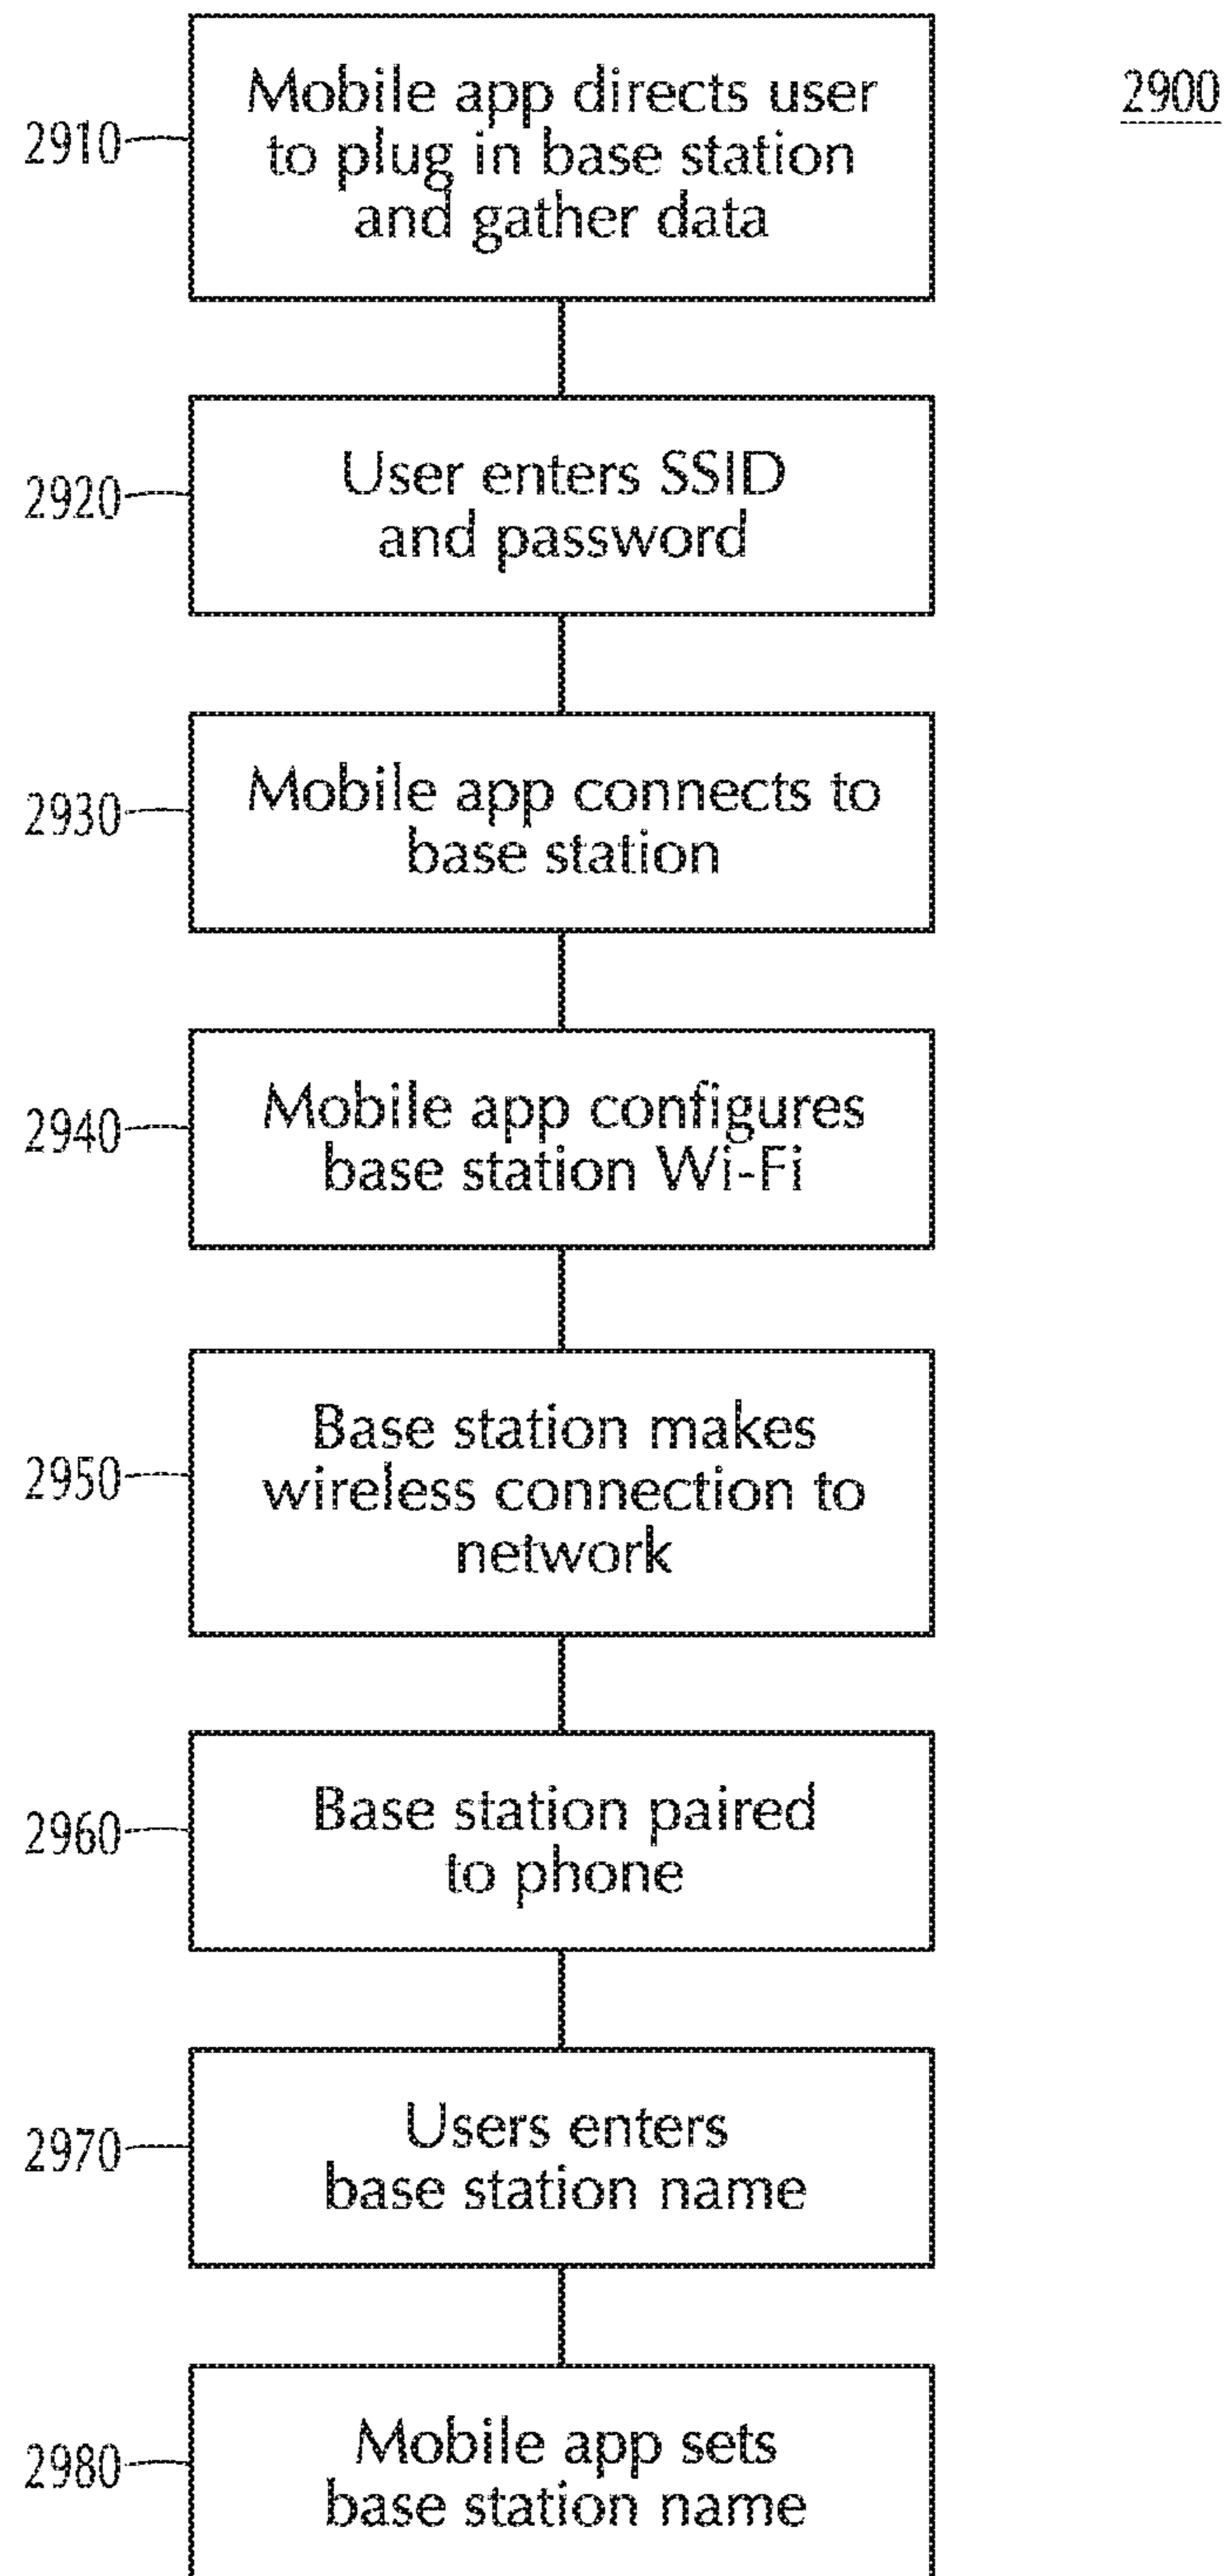 2900
2910
Mobile app directs user
to plug in base station
and gather data
2920
User enters SSID
and password
2930
Mobile app connects to
base station
2940
Mobile app configures
base station Wi-Fi
2950
Base station makes
wireless connection to
network
2960
Base station paired
to phone
2970
Users enters
base station name
2980
Mobile app sets
base station name